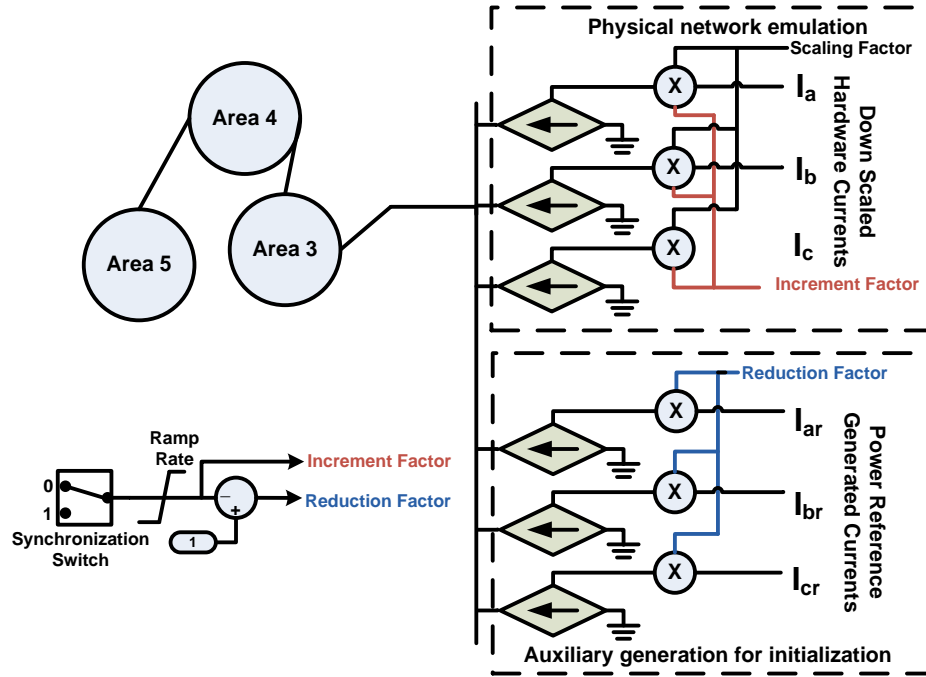 Physical network emulation
Scaling Factor
X
Ia
X
Ib
X
Ic
Down Scaled
Hardware Currents
Increment Factor
Area 4
Area 5
Area 3
Reduction Factor
X
Iar
X
Ibr
X
Icr
Power Reference
Generated Currents
Auxiliary generation for initialization
Ramp
Rate
0
1
Synchronization
Switch
Increment Factor
Reduction Factor
−
+
1